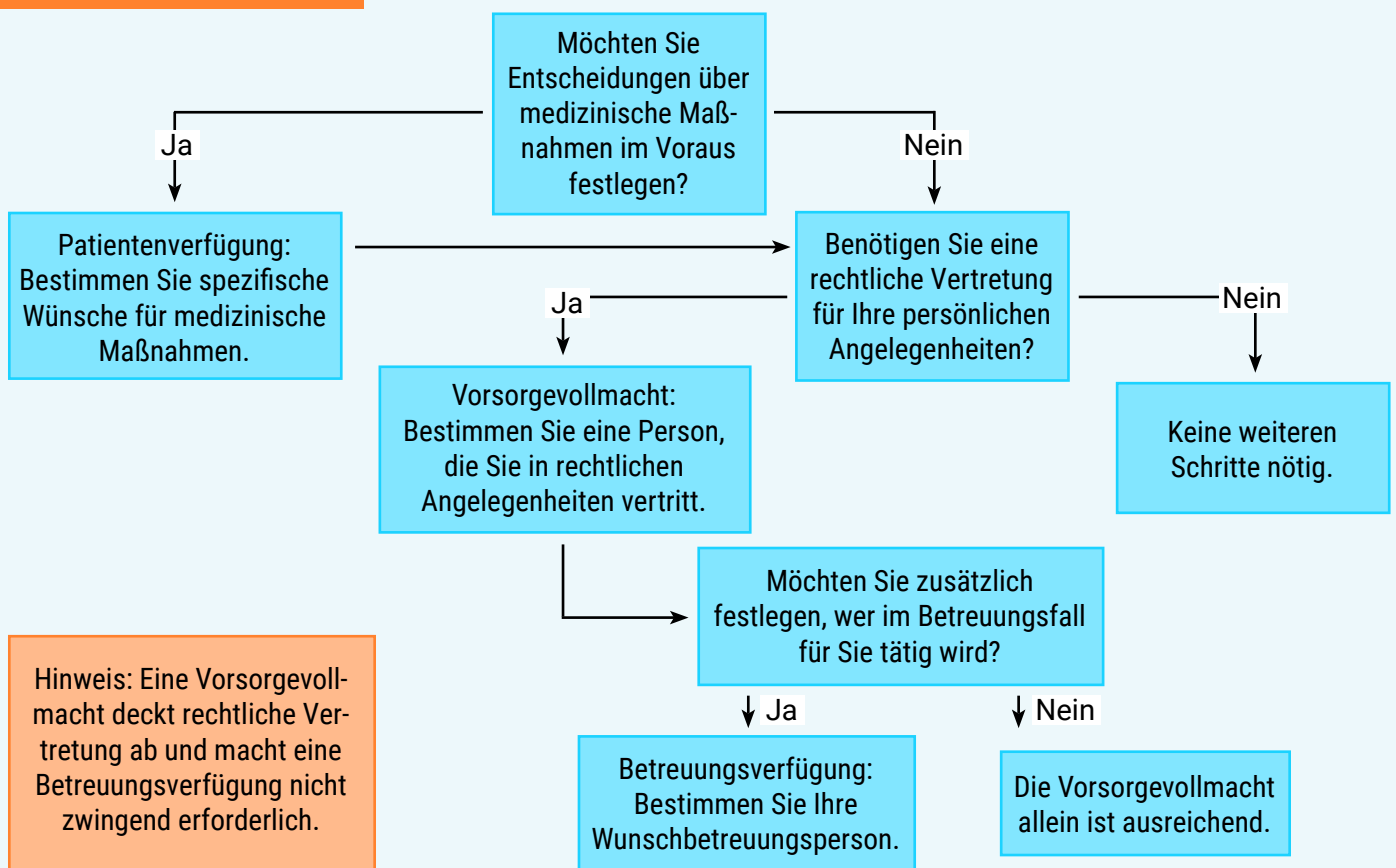 Möchten Sie
Entscheidungen über
medizinische Maß-
nahmen im Voraus
festlegen?
Ja
Nein
Patientenverfügung:
Bestimmen Sie spezifische
Wünsche für medizinische
Maßnahmen.
Benötigen Sie eine
rechtliche Vertretung
für Ihre persönlichen
Angelegenheiten?
Ja
Nein
Vorsorgevollmacht:
Bestimmen Sie eine Person,
die Sie in rechtlichen
Angelegenheiten vertritt.
Keine weiteren
Schritte nötig.
Möchten Sie zusätzlich
festlegen, wer im Betreuungsfall
für Sie tätig wird?
Ja
Nein
Hinweis: Eine Vorsorgevoll-
macht deckt rechtliche Ver-
tretung ab und macht eine
Betreuungsverfügung nicht
zwingend erforderlich.
Betreuungsverfügung:
Bestimmen Sie Ihre
Wunschbetreuungsperson.
Die Vorsorgevollmacht
allein ist ausreichend.